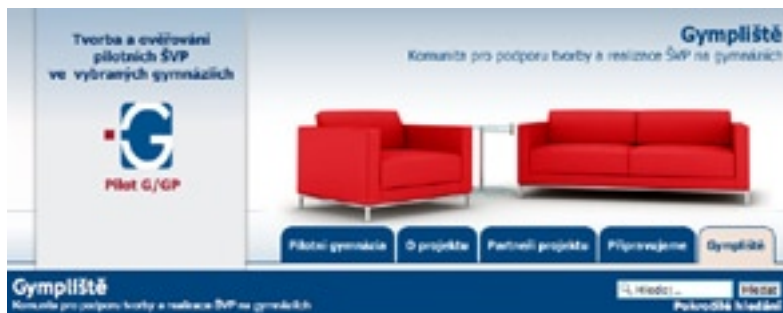 Tvorba a ověřování
pilotních ŠVP
ve vybraných gymnáziích
G
Pilot G/GP
Gympliště
Komunita pro podporu tvorby a realizace ŠVP na gymnáziích
Pilotní gymnázia
O projektu
Partneři projektu
Připravujeme
Gympliště
Gympliště
Komunita pro podporu tvorby a realizace ŠVP na gymnáziích
Hledat...
Hledat
Pokročilé hledání